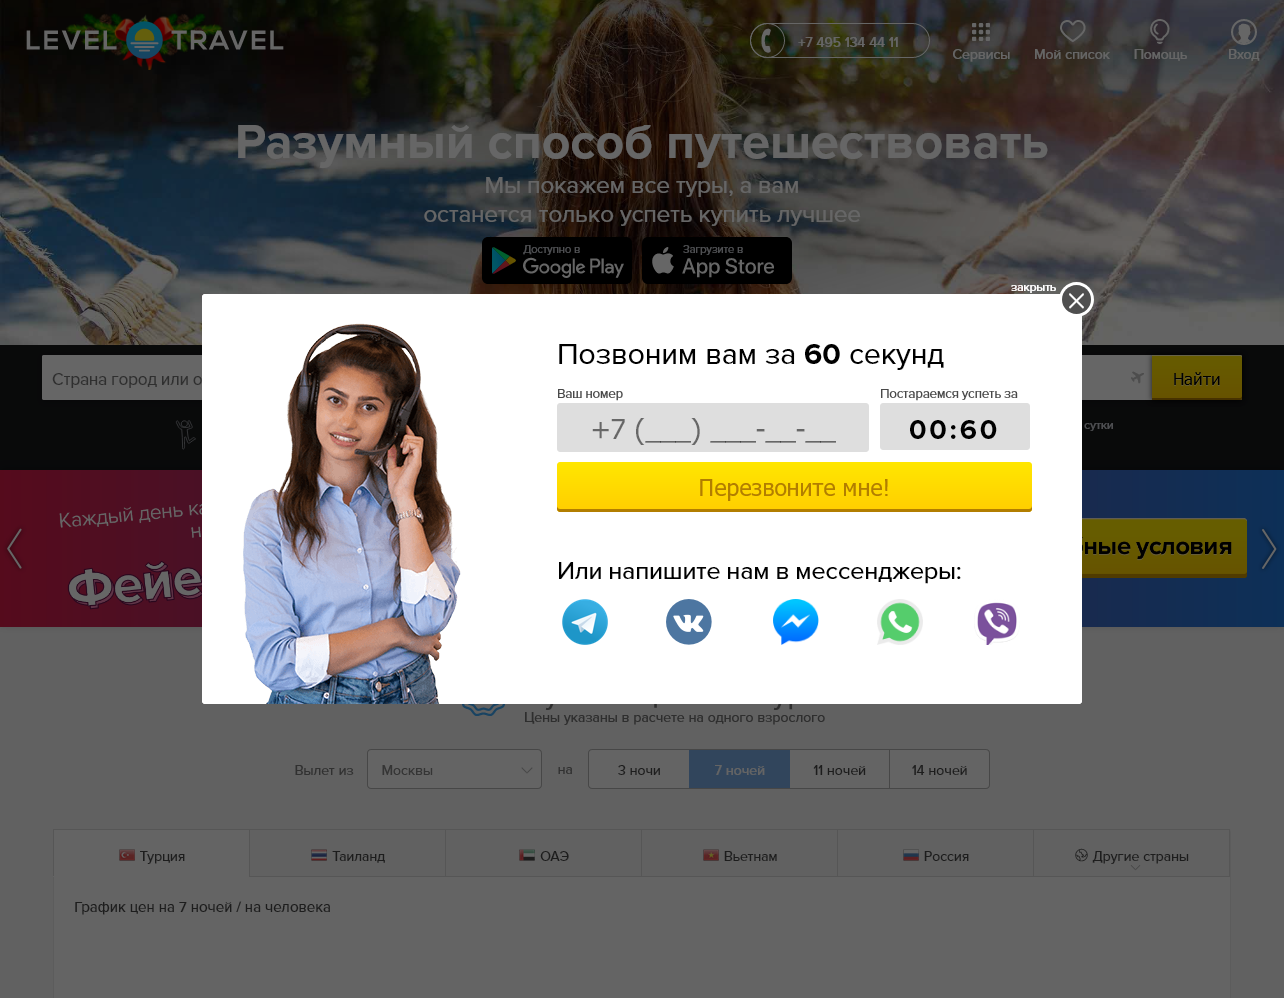 LEVEL TRAVEL
+7 495 134 44 11
Сервисы
Мой список
Помощь
Вход
Разумный способ путешествовать
Мы покажем все туры, а вам
останется только успеть купить лучшее
Доступно в
Google Play
Загрузите в
App Store
закрыть
Страна город или о
Найти
сутки
Позвоним вам за 60 секунд
Ваш номер
Постараемся успеть за
+7 (___) ___-__-__
00:60
Перезвоните мне!
Каждый день
Фейе
ные условия
Или напишите нам в мессенджеры:
Цены указаны в расчете на одного взрослого
Вылет из
Москвы
на
3 ночи
7 ночей
11 ночей
14 ночей
Турция
Таиланд
ОАЭ
Вьетнам
Россия
Другие страны
График цен на 7 ночей / на человека